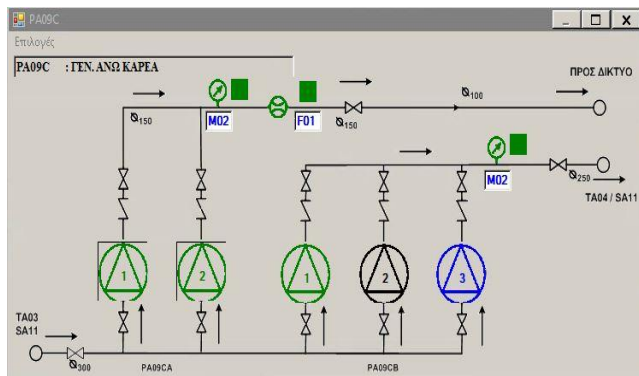 PA09C
Επιλογές
PA09C : ΓΕΝ. ΑΝΩ ΚΑΡΕΑ
ΠΡΟΣ ΔΙΚΤΥΟ
Ø100
Ø150
M02
F01
Ø150
M02
Ø250
TA04 / SA11
1
2
1
2
3
TA03
SA11
Ø300
PA09CA
PA09CB